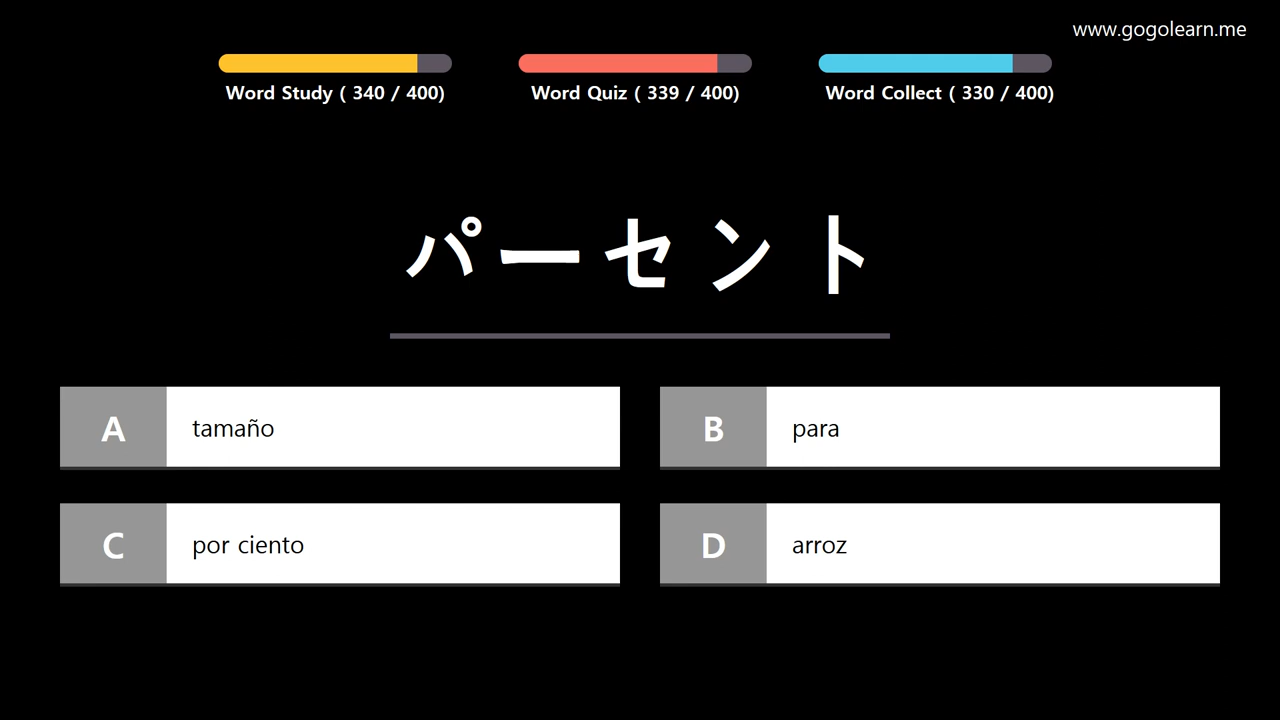 www.gogolearn.me
Word Study ( 340 / 400)
Word Quiz ( 339 / 400)
Word Collect ( 330 / 400)
パーセント
A tamaño
B para
C por ciento
D arroz